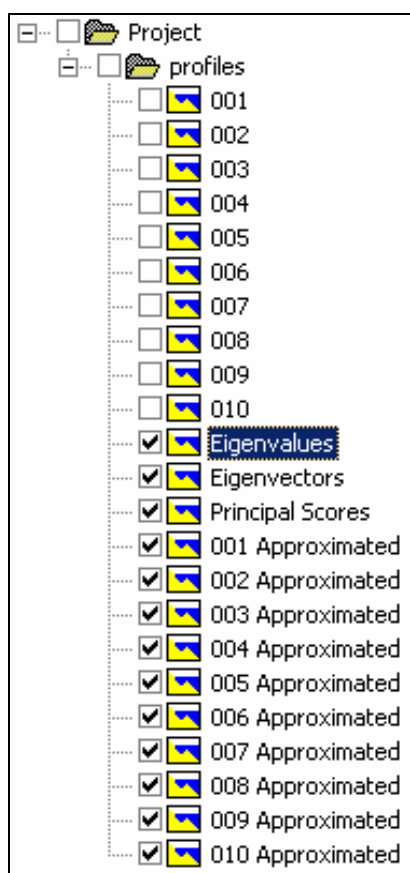 Project
profiles
001
002
003
004
005
006
007
008
009
010
Eigenvalues
Eigenvectors
Principal Scores
001 Approximated
002 Approximated
003 Approximated
004 Approximated
005 Approximated
006 Approximated
007 Approximated
008 Approximated
009 Approximated
010 Approximated